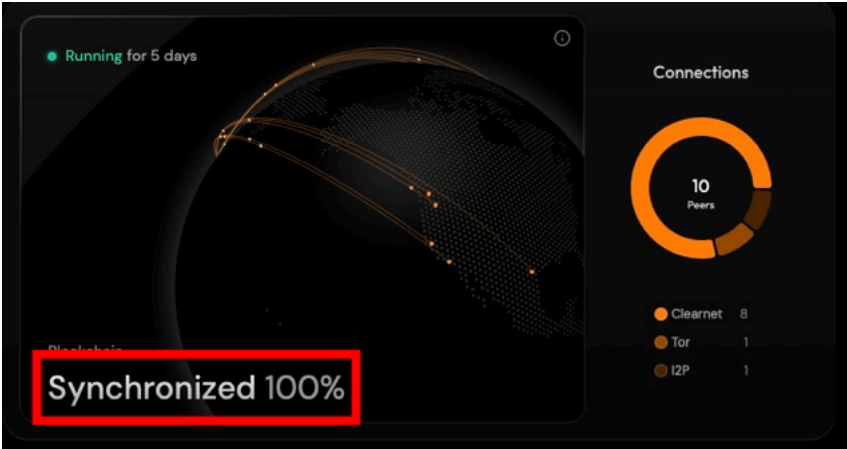 Running for 5 days
Synchronized 100%
Connections
10
Peers
Clearnet 8
Tor 1
I2P 1